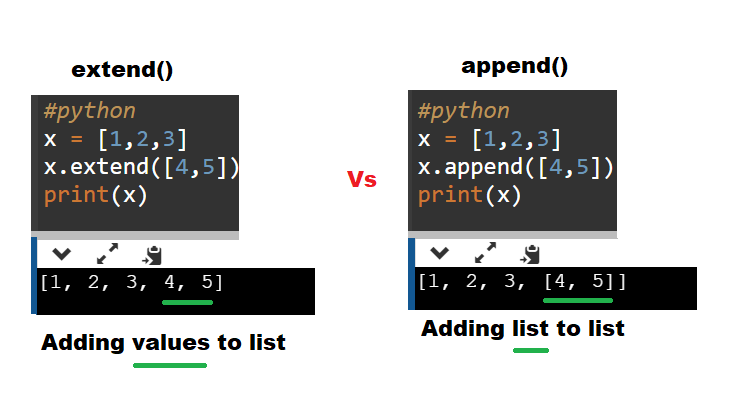 extend()
#python
x = [1,2,3]
x.extend([4,5])
print(x)
[1, 2, 3, 4, 5]
Adding values to list
Vs
append()
#python
x = [1,2,3]
x.append([4,5])
print(x)
[1, 2, 3, [4, 5]]
Adding list to list